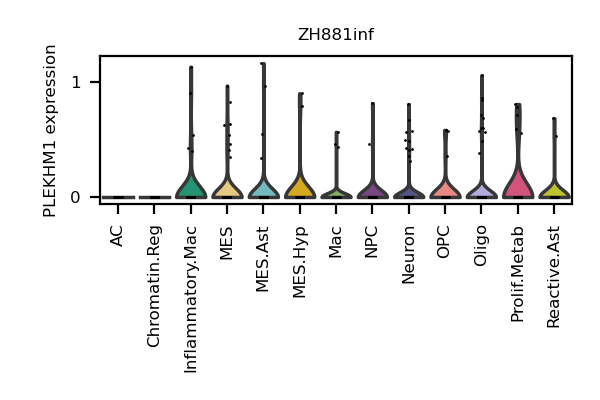 ZH881inf
PLEKHM1 expression
1
0
AC
Chromatin.Reg
Inflammatory.Mac
MES
MES.Ast
MES.Hyp
Mac
NPC
Neuron
OPC
Oligo
Prolif.Metab
Reactive.Ast